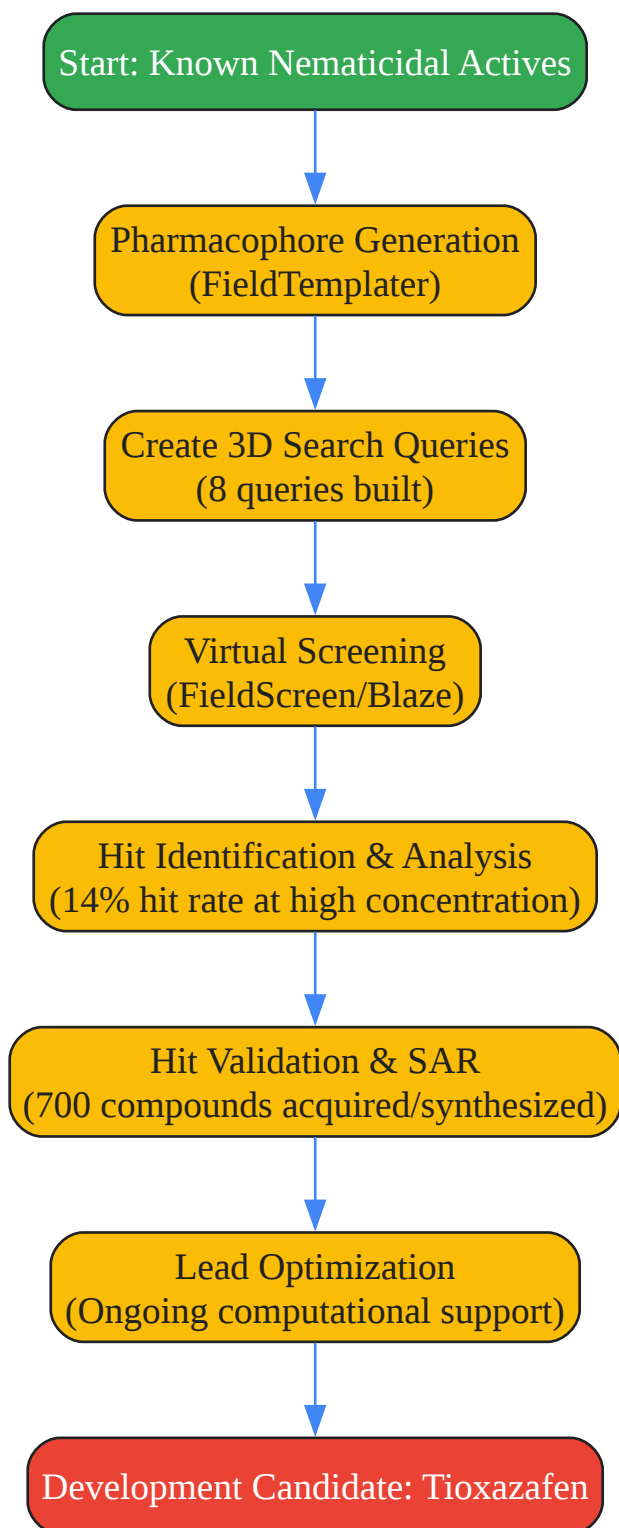 Start: Known Nematicidal Actives
Pharmacophore Generation
(FieldTemplater)
Create 3D Search Queries
(8 queries built)
Virtual Screening
(FieldScreen/Blaze)
Hit Identification & Analysis
(14% hit rate at high concentration)
Hit Validation & SAR
(700 compounds acquired/synthesized)
Lead Optimization
(Ongoing computational support)
Development Candidate: Tioxazafen